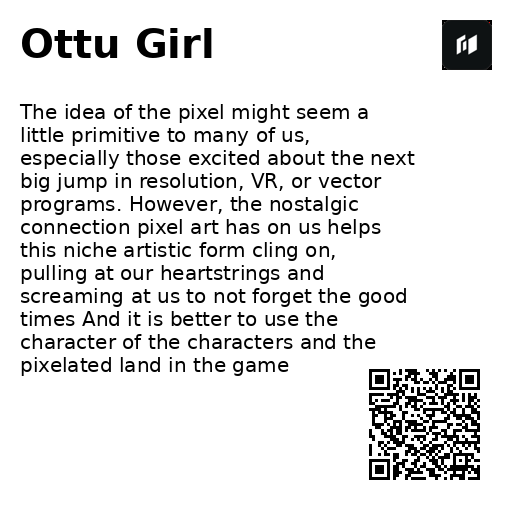 Ottu Girl
The idea of the pixel might seem a
little primitive to many of us,
especially those excited about the next
big jump in resolution, VR, or vector
programs. However, the nostalgic
connection pixel art has on us helps
this niche artistic form cling on,
pulling at our heartstrings and
screaming at us to not forget the good
times And it is better to use the
character of the characters and the
pixelated land in the game